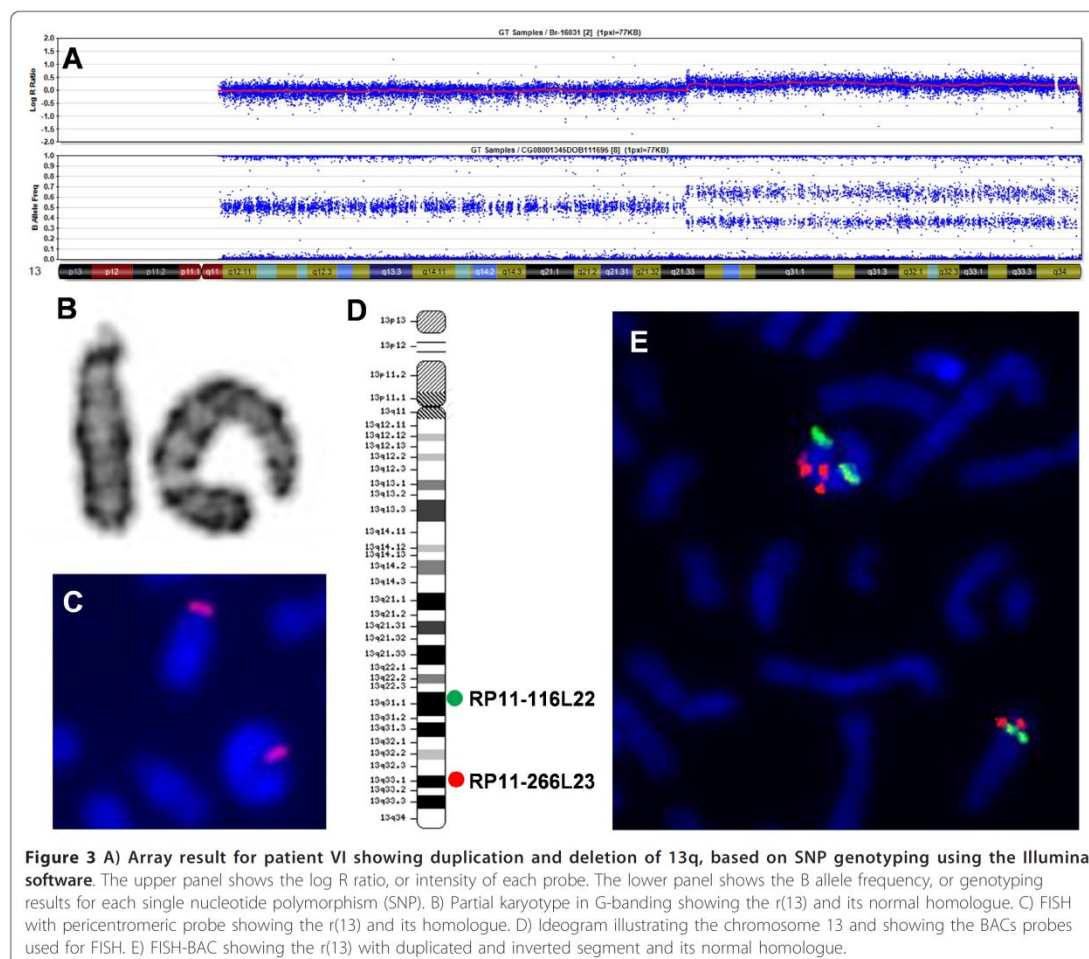 A
GT Samples / Br-16031 [2] (1pxl=77KB)
Log R Ratio
2.0
1.5
1.0
0.5
0.0
-0.5
-1.0
-1.5
-2.0
GT Samples / CG08001345DOB111695 [8] (1pxl=77KB)
B Allele Freq
1.0
0.9
0.8
0.7
0.6
0.5
0.4
0.3
0.2
0.1
0.0
13 p13 p12 p11.2 p11.1 q11 q12.11 q12.3 q13.3 q14.11 q14.2 q14.3 q21.1 q21.2 q21.31 q21.32 q21.33 q31.1 q31.3 q32.1 q32.3 q33.1 q33.3 q34
B
C
D
13p13
13p12
13p11.2
13p11.1
13q11
13q12.11
13q12.12
13q12.13
13q12.2
13q12.3
13q13.1
13q13.2
13q13.3
13q14.11
13q14.12
13q14.13
13q14.2
13q14.3
13q21.1
13q21.2
13q21.31
13q21.32
13q21.33
13q22.1
13q22.2
13q22.3
13q31.1
13q31.2
13q31.3
13q32.1
13q32.2
13q32.3
13q33.1
13q33.2
13q33.3
13q34
RP11-116L22
RP11-266L23
E
Figure 3 A) Array result for patient VI showing duplication and deletion of 13q, based on SNP genotyping using the Illumina
software. The upper panel shows the log R ratio, or intensity of each probe. The lower panel shows the B allele frequency, or genotyping
results for each single nucleotide polymorphism (SNP). B) Partial karyotype in G-banding showing the r(13) and its normal homologue. C) FISH
with pericentromeric probe showing the r(13) and its homologue. D) Ideogram illustrating the chromosome 13 and showing the BACs probes
used for FISH. E) FISH-BAC showing the r(13) with duplicated and inverted segment and its normal homologue.